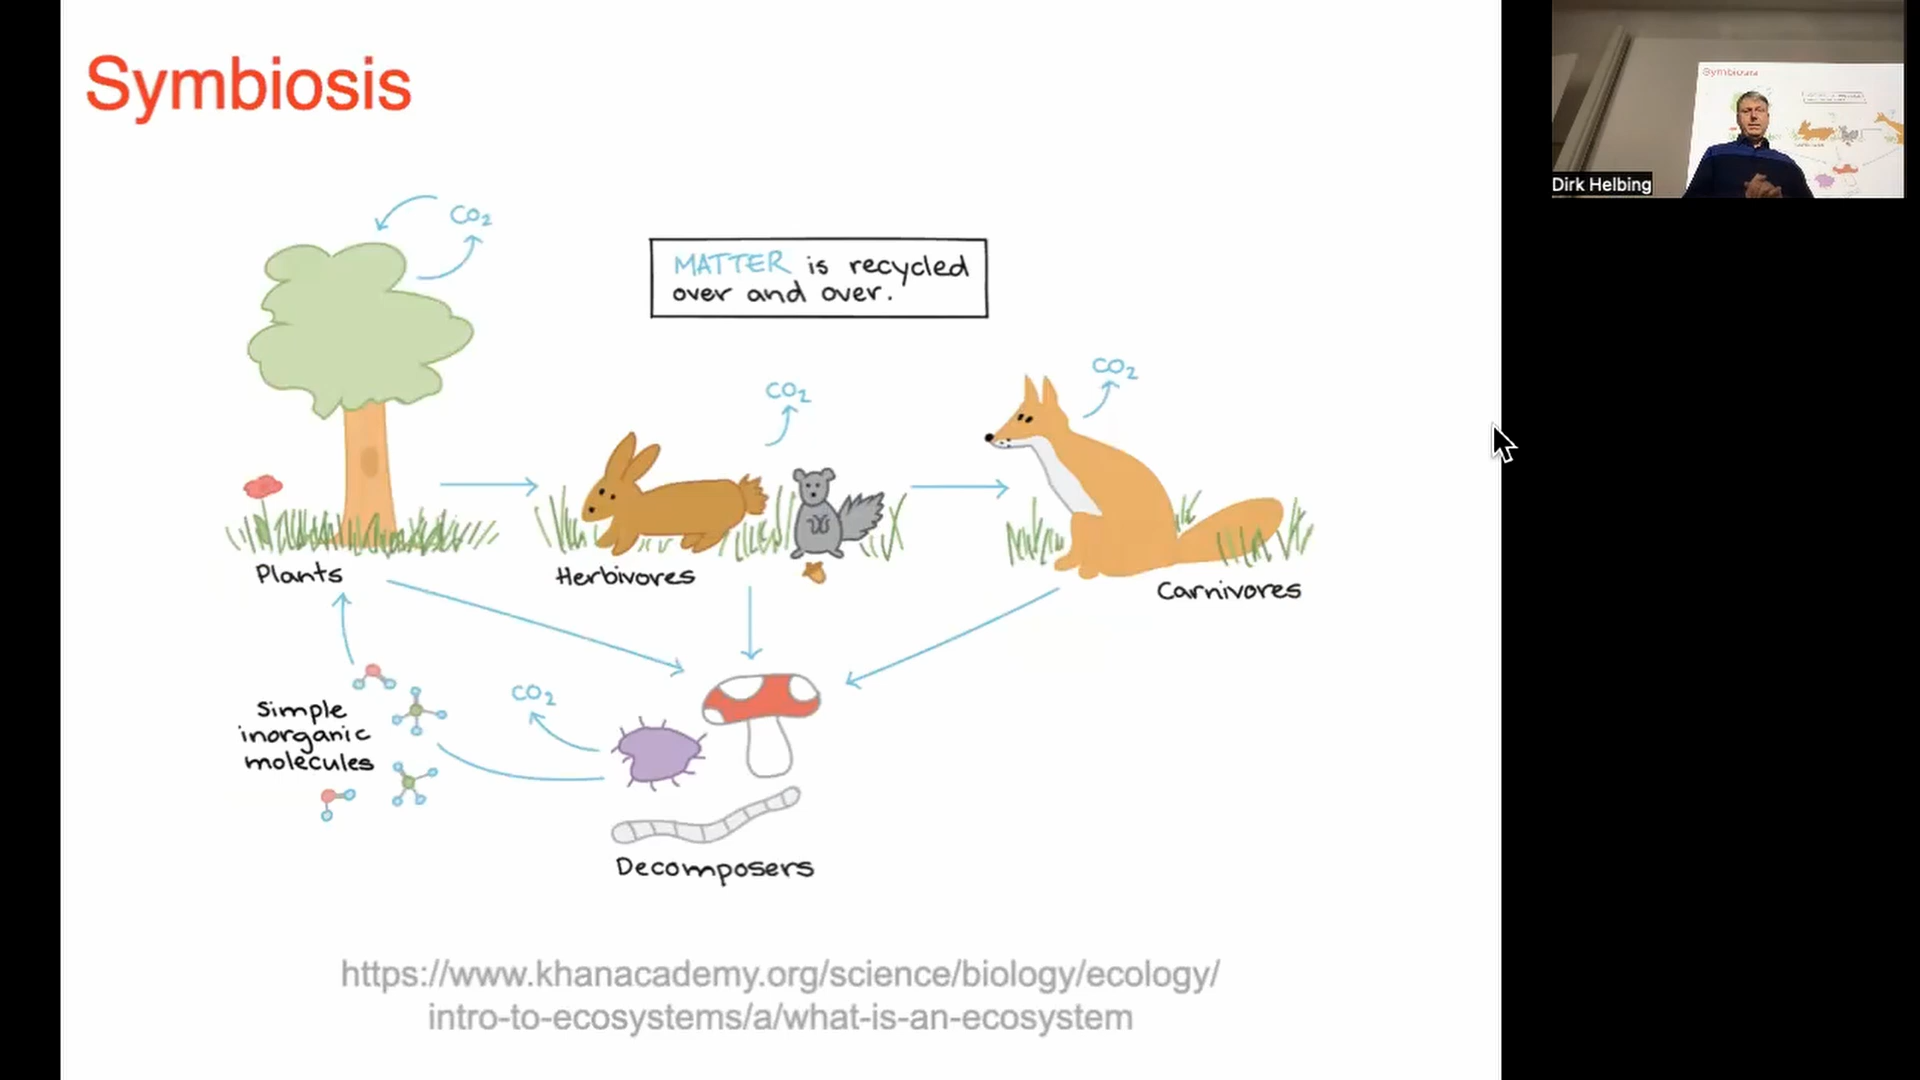 Symbiosis
Symbiosis
Dirk Helbing
CO2
MATTER is recycled
over and over.
CO2
CO2
Plants
Herbivores
Carnivores
Simple
inorganic
molecules
CO2
Decomposers
https://www.khanacademy.org/science/biology/ecology/
intro-to-ecosystems/a/what-is-an-ecosystem